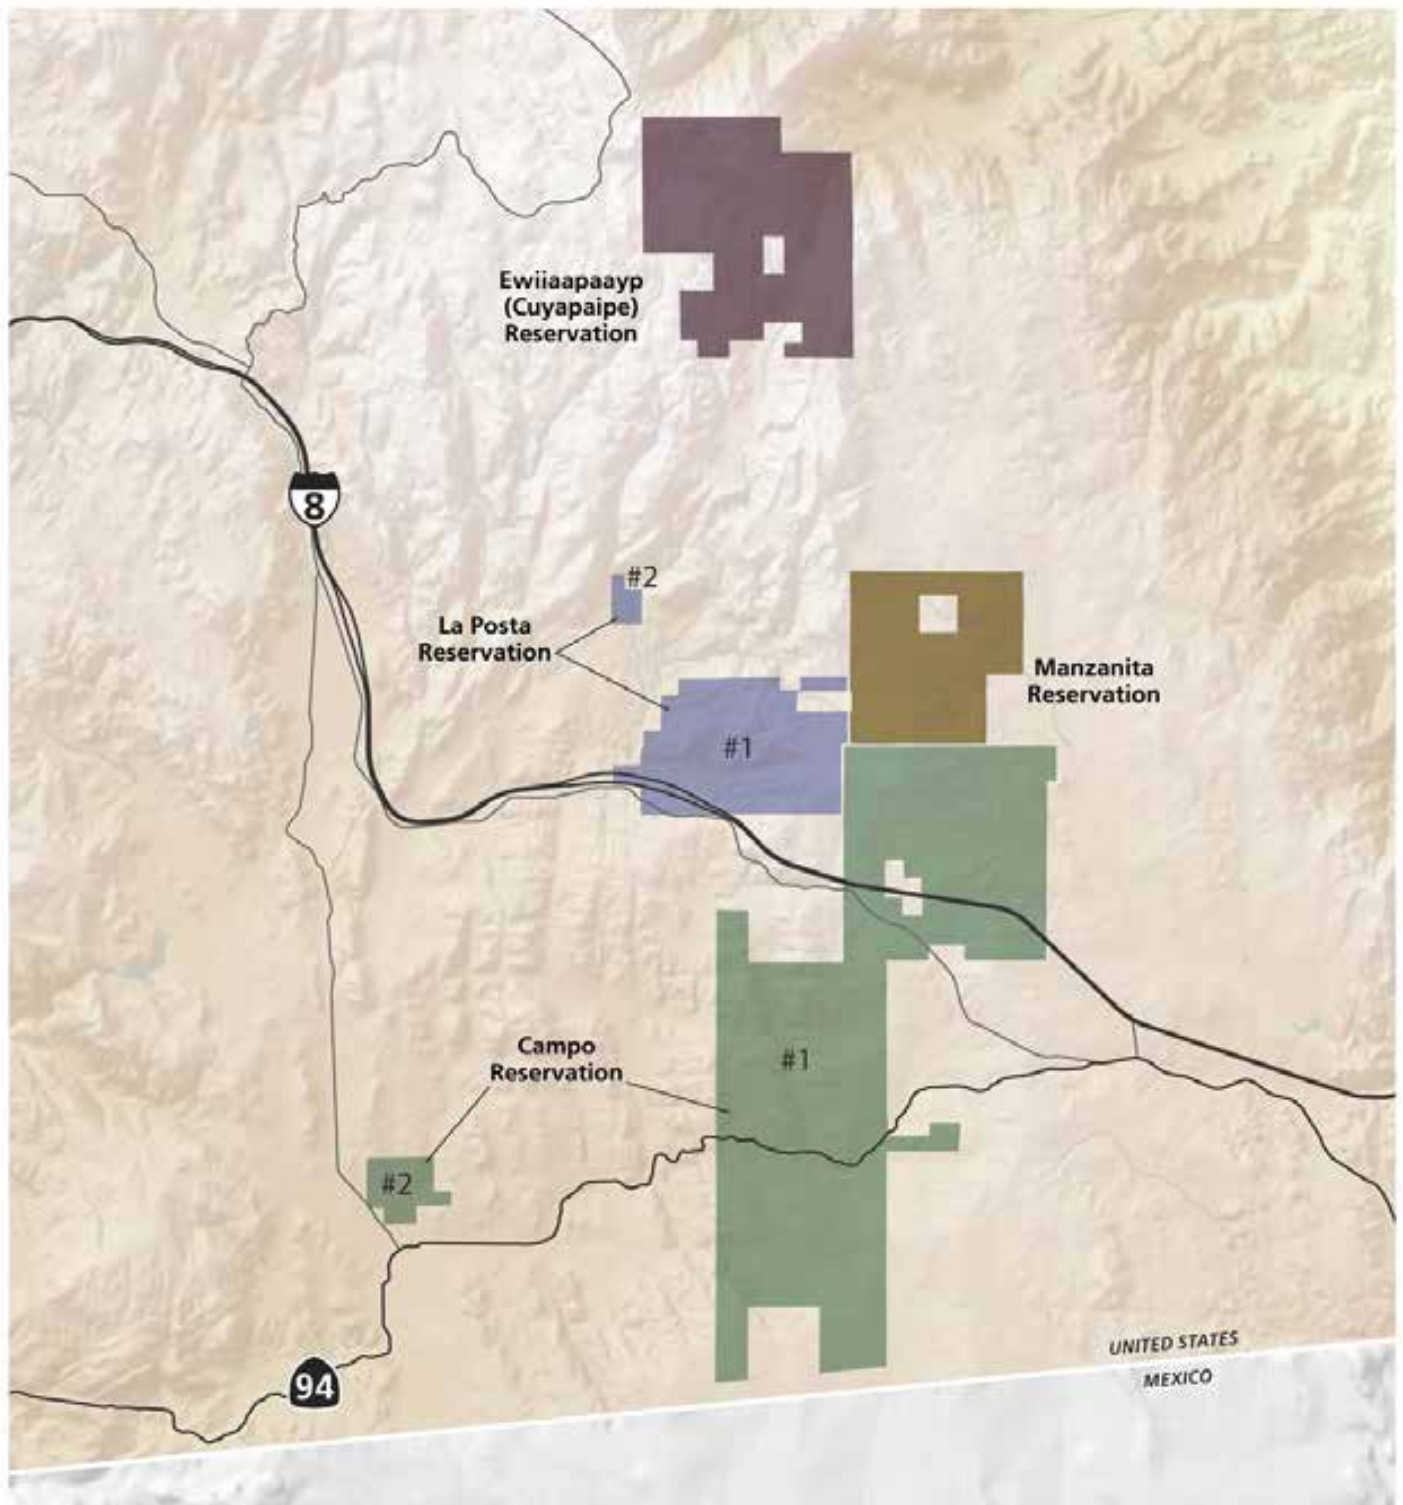 Ewiiaapaayp
(Cuyapaipe)
Reservation
8
#2
La Posta
Reservation
Manzanita
Reservation
#1
Campo
Reservation
#1
#2
UNITED STATES
MEXICO
94